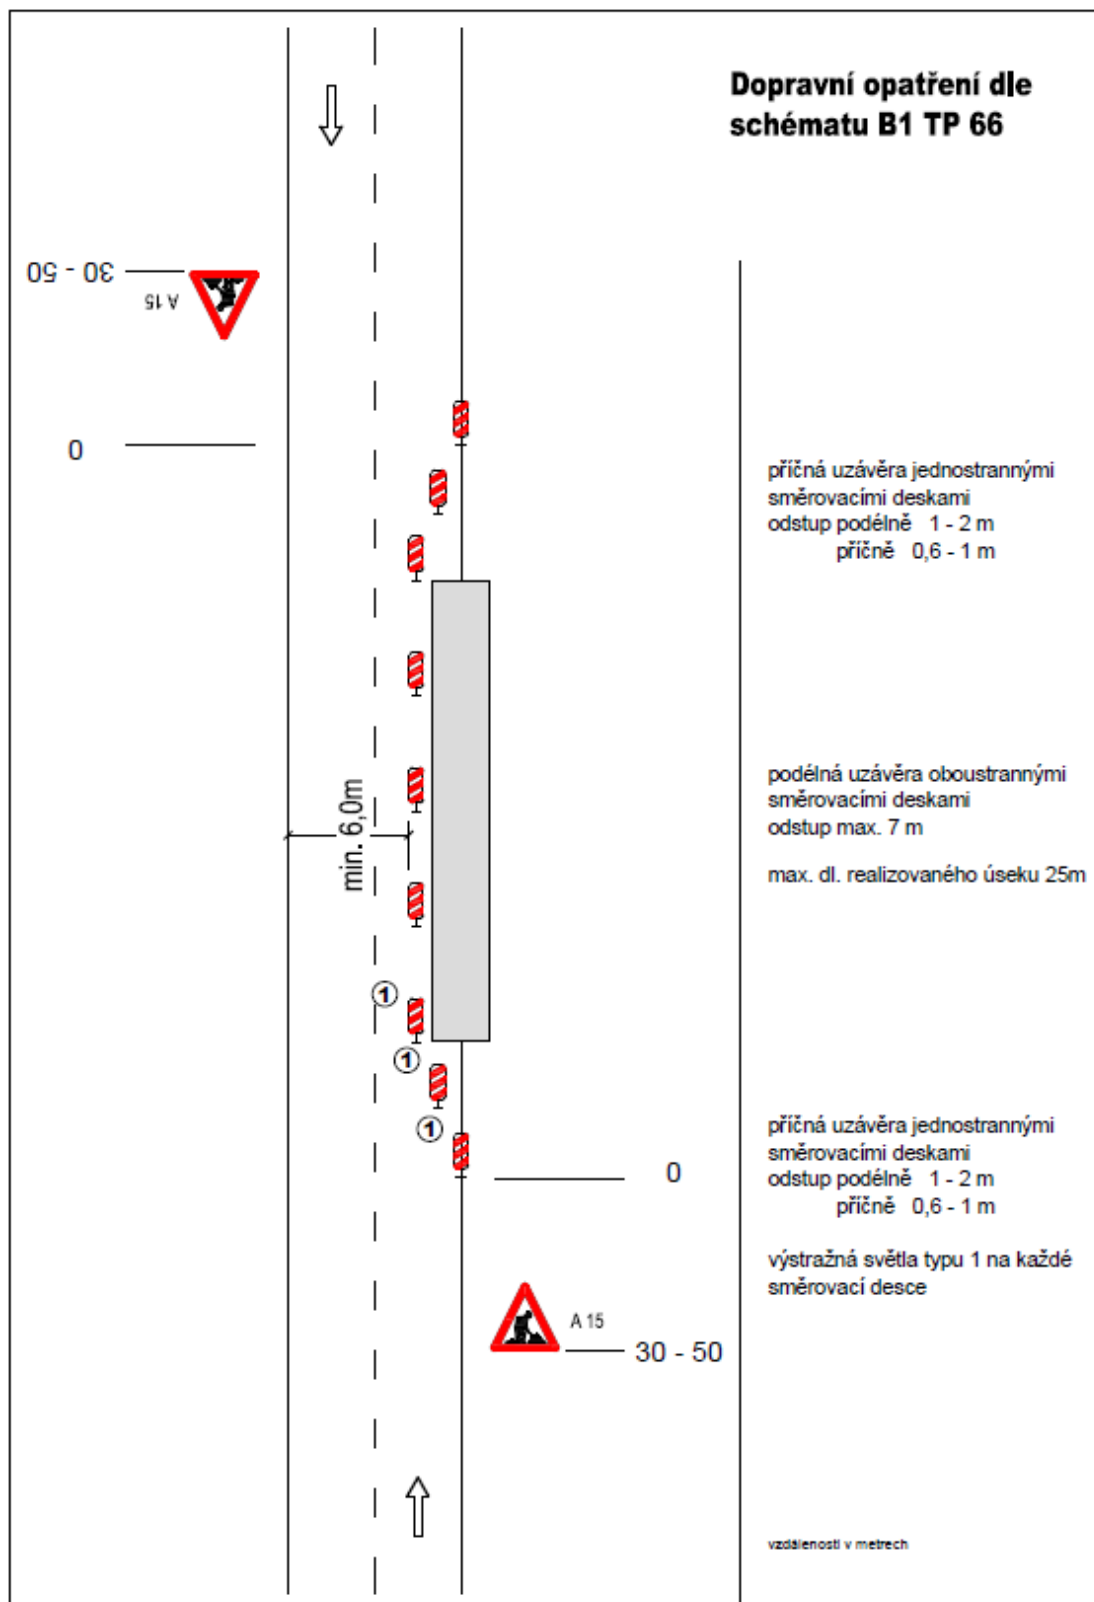 Dopravní opatření dle
schématu B1 TP 66
30 - 50
A 15
0
příčná uzávěra jednostrannými
směrovacími deskami
odstup podélně 1 - 2 m
příčně 0,6 - 1 m
min. 6,0m
podélná uzávěra oboustrannými
směrovacími deskami
odstup max. 7 m
max. dl. realizovaného úseku 25m
1
1
1
0
příčná uzávěra jednostrannými
směrovacími deskami
odstup podélně 1 - 2 m
příčně 0,6 - 1 m
výstražná světla typu 1 na každé
směrovací desce
A 15
30 - 50
vzdálenosti v metrech